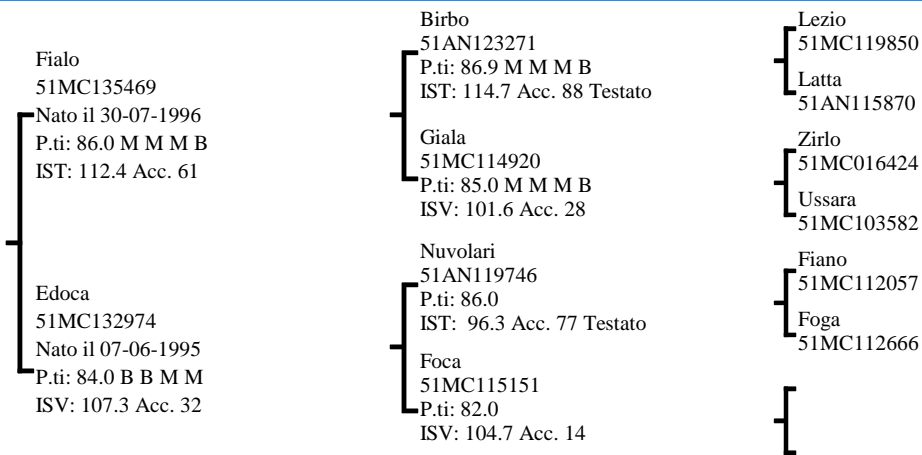 Fialo
51MC135469
Nato il 30-07-1996
P.ti: 86.0 M M M B
IST: 112.4 Acc. 61
Edoca
51MC132974
Nato il 07-06-1995
P.ti: 84.0 B B M M
ISV: 107.3 Acc. 32
Birbo
51AN123271
P.ti: 86.9 M M M B
IST: 114.7 Acc. 88 Testato
Giala
51MC114920
P.ti: 85.0 M M M B
ISV: 101.6 Acc. 28
Nuvolari
51AN119746
P.ti: 86.0
IST: 96.3 Acc. 77 Testato
Foca
51MC115151
P.ti: 82.0
ISV: 104.7 Acc. 14
Lezio
51MC119850
Latta
51AN115870
Zirlo
51MC016424
Ussara
51MC103582
Fiano
51MC112057
Foga
51MC112666